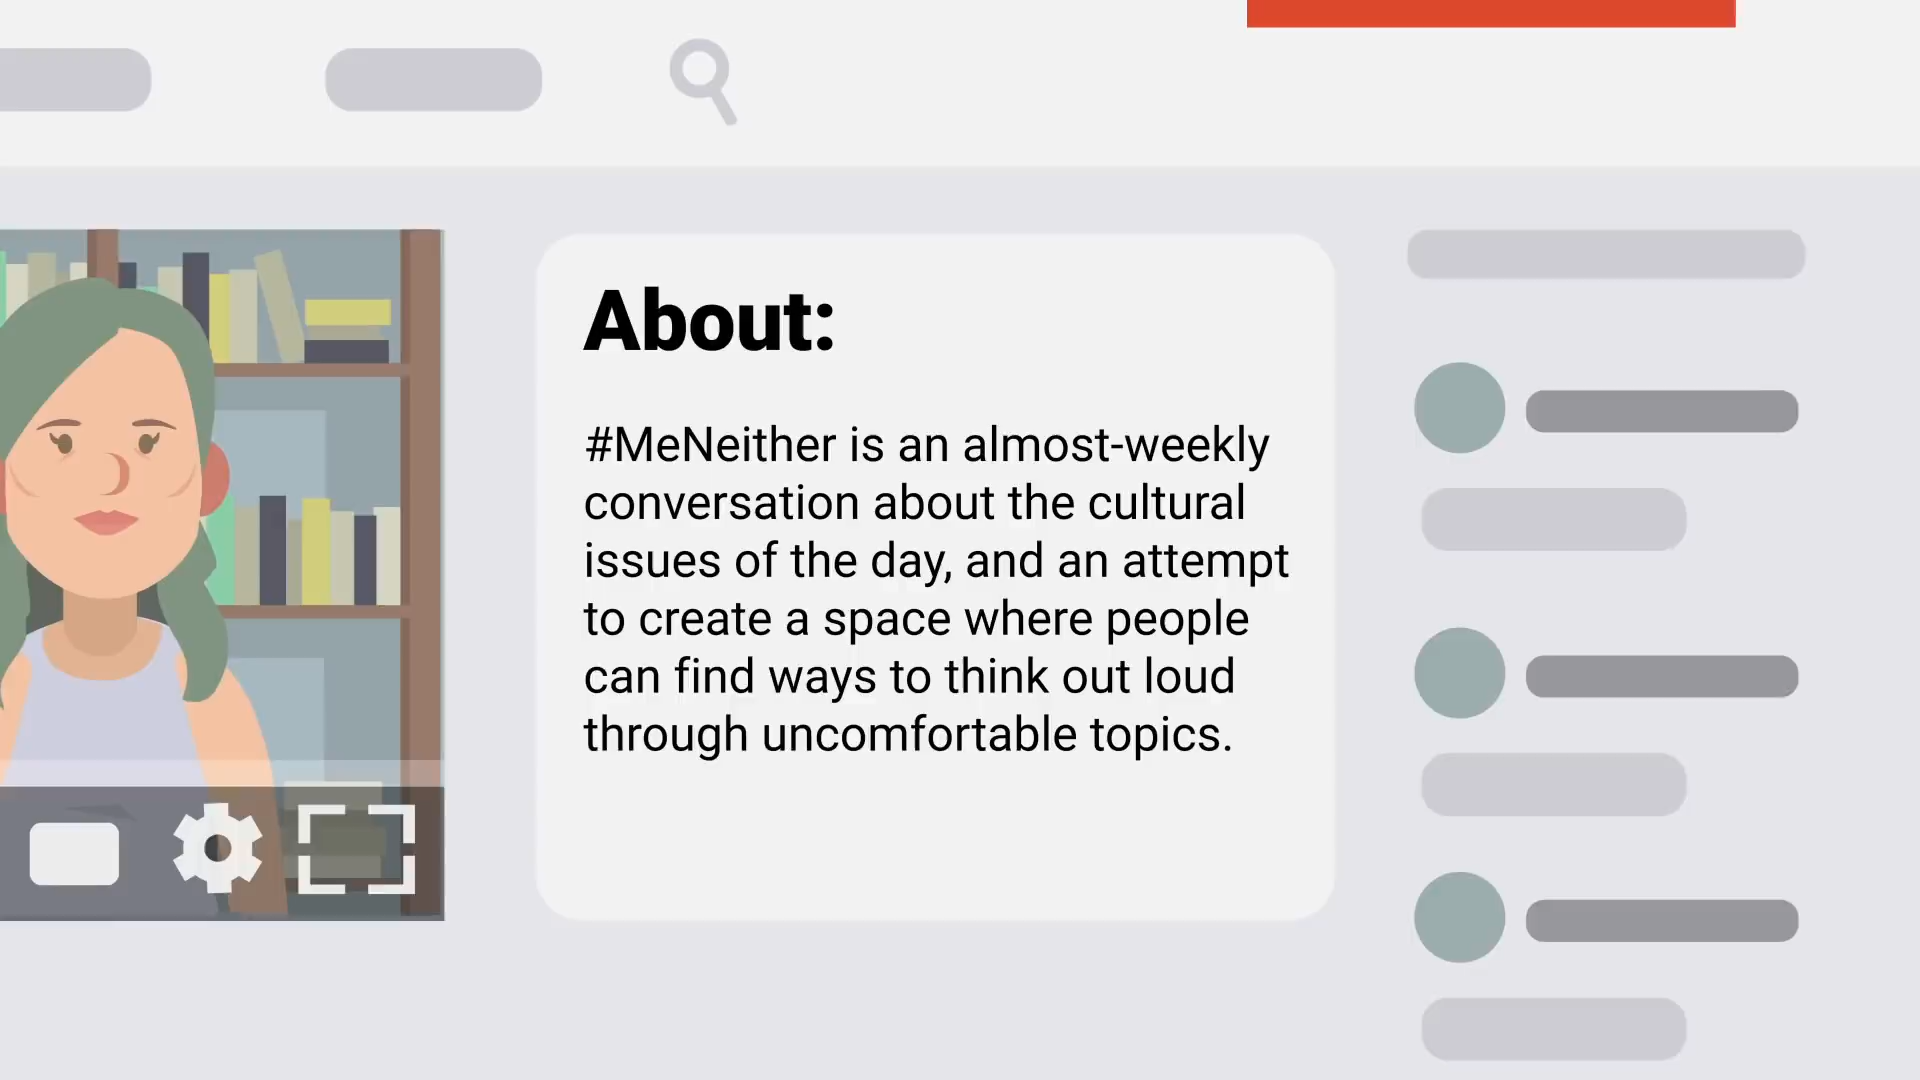 About:
#MeNeither is an almost-weekly
conversation about the cultural
issues of the day, and an attempt
to create a space where people
can find ways to think out loud
through uncomfortable topics.